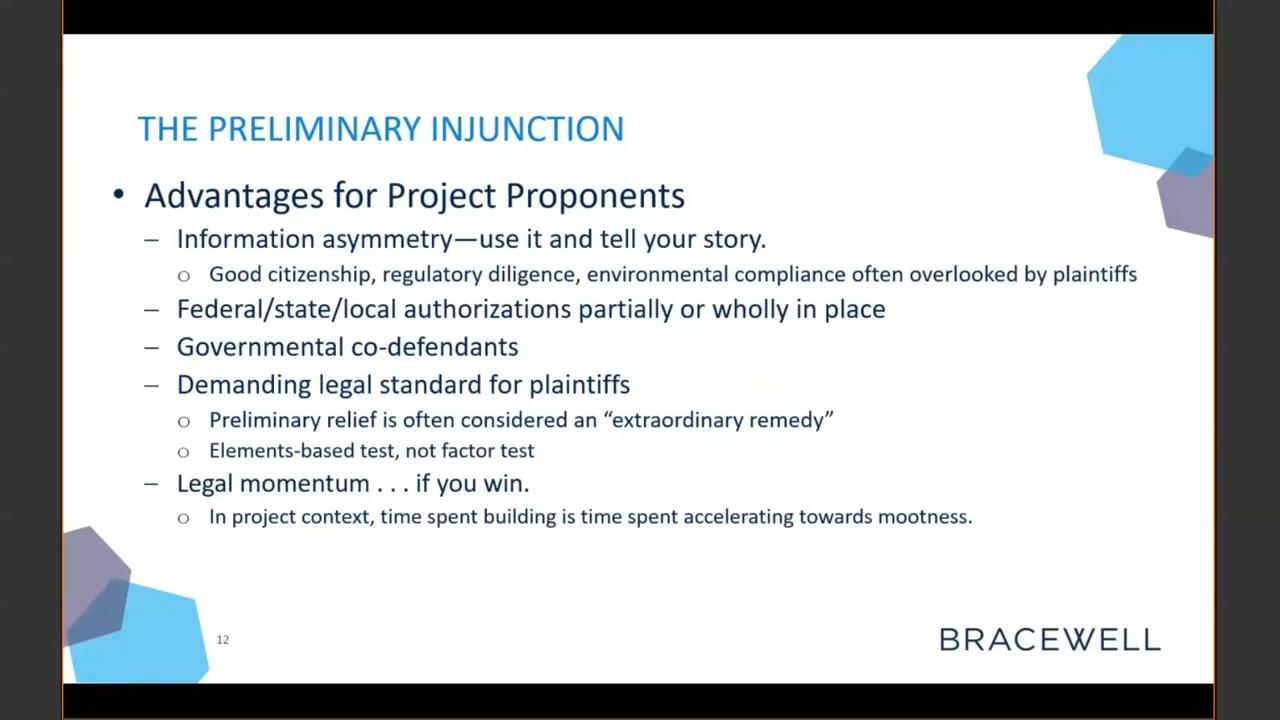 THE PRELIMINARY INJUNCTION
• Advantages for Project Proponents
– Information asymmetry—use it and tell your story.
○ Good citizenship, regulatory diligence, environmental compliance often overlooked by plaintiffs
– Federal/state/local authorizations partially or wholly in place
– Governmental co-defendants
– Demanding legal standard for plaintiffs
○ Preliminary relief is often considered an “extraordinary remedy”
○ Elements-based test, not factor test
– Legal momentum . . . if you win.
○ In project context, time spent building is time spent accelerating towards mootness.
12
BRACEWELL